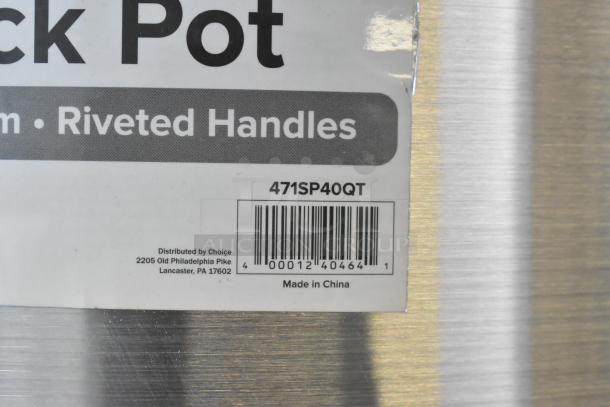 ck Pot
m • Riveted Handles
471SP40QT
Distributed by Choice
2205 Old Philadelphia Pike
Lancaster, PA 17602
4 00012 40464 1
Made in China